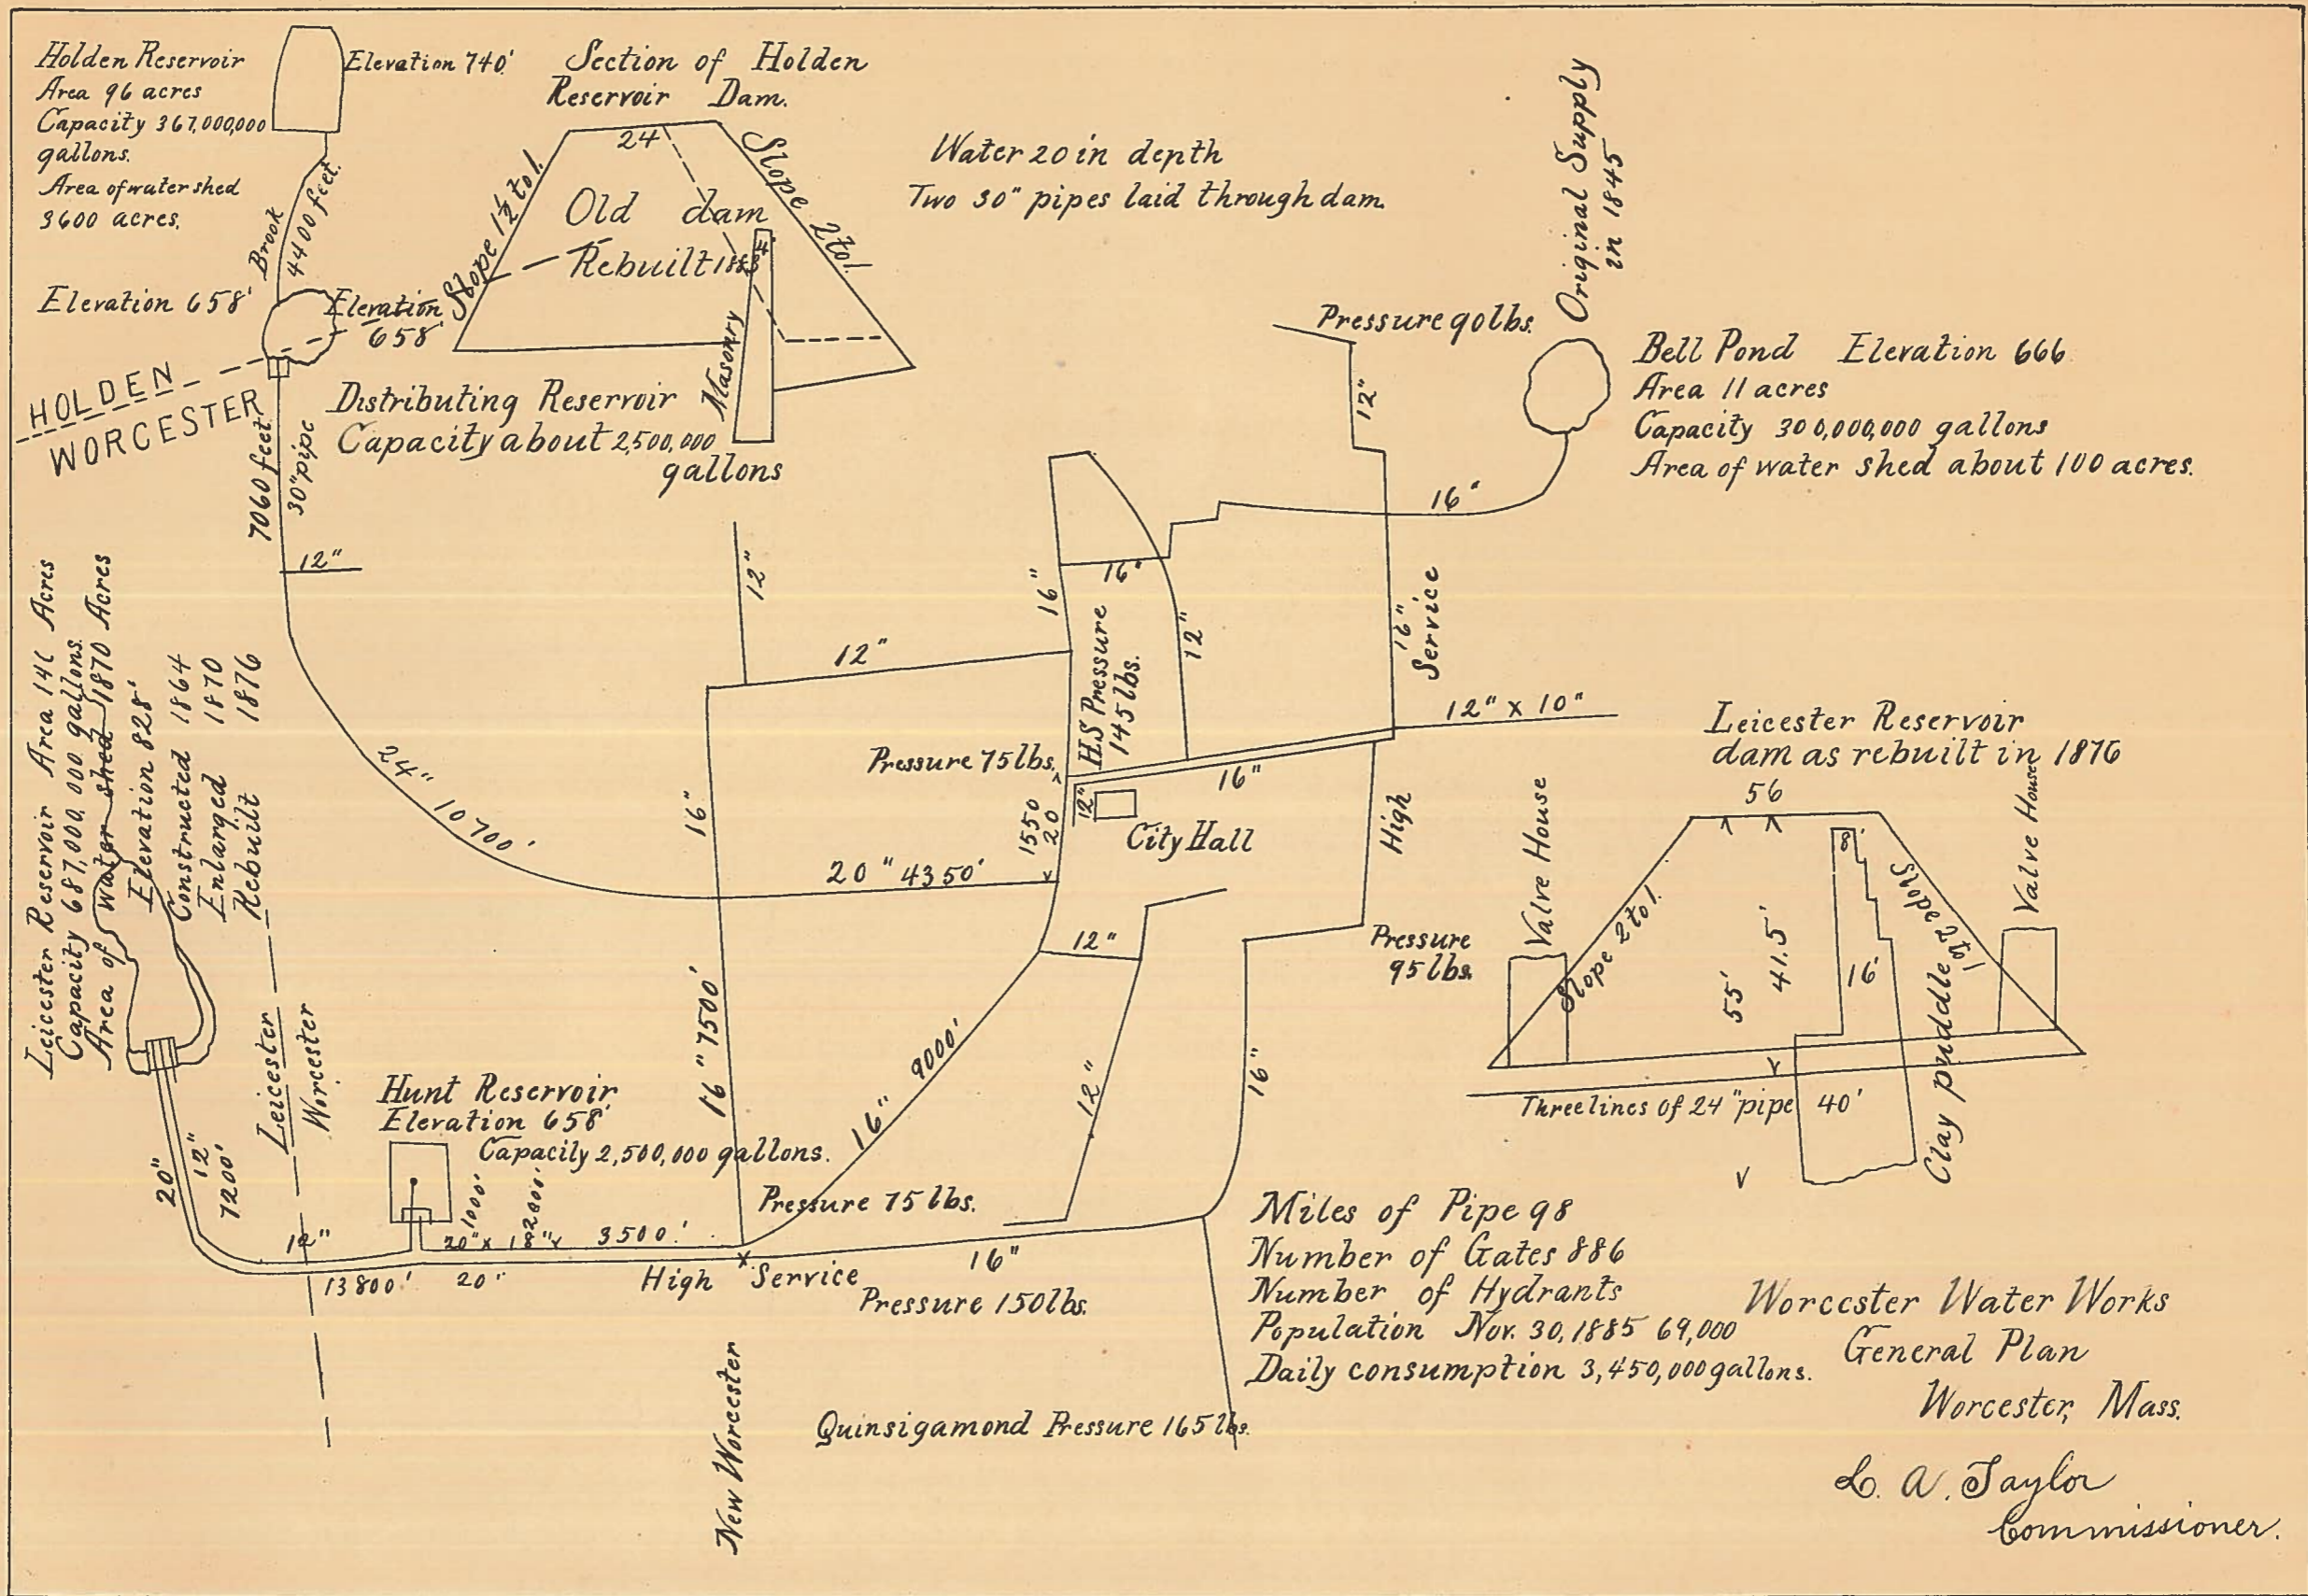 Holden Reservoir
Area 96 acres
Capacity 367,000,000
gallons.
Area of water shed
3600 acres.
Elevation 740'
Section of Holden
Reservoir Dam.
24
Slope 1½ to 1.
Slope 2 to 1.
Old dam
Rebuilt 1883
4
Masonry
Water 20 in depth
Two 30" pipes laid through dam.
Original Supply
in 1845
Brook
4400 feet.
Elevation 658'
Elevation
658'
HOLDEN
WORCESTER
Distributing Reservoir
Capacity about 2,500,000
gallons
7060 feet
30" pipe
12"
Pressure 90 lbs.
12"
Bell Pond Elevation 666
Area 11 acres
Capacity 300,000,000 gallons
Area of water shed about 100 acres.
16"
12"
16"
16"
12"
12"
H.S Pressure
145 lbs.
16"
Service
12" x 10"
Leicester Reservoir Area 141 Acres
Capacity 687,000,000 gallons.
Area of water shed 1870 Acres
Elevation 828'
Constructed 1864
Enlarged 1870
Rebuilt 1876
24" 10700'
16"
Pressure 75 lbs.
16"
12"
1550
20
City Hall
High
20" 4350'
12"
Pressure
95 lbs.
Leicester Reservoir
dam as rebuilt in 1876
56
Valve House
Valve House
8'
Slope 2 to 1.
Slope 2 to 1
55'
41.5'
16'
Clay puddle
Three lines of 24" pipe 40'
Leicester
Worcester
Hunt Reservoir
Elevation 658'
Capacity 2,500,000 gallons.
16" 7500'
16" 9000'
12"
16"
20"
12"
7200'
1000'
2000'
12"
20" x 18"
3500'
Pressure 75 lbs.
13800'
20"
High Service
16"
Pressure 150 lbs.
New Worcester
Quinsigamond Pressure 165 lbs.
Miles of Pipe 98
Number of Gates 886
Number of Hydrants
Population Nov. 30, 1885 69,000
Daily consumption 3,450,000 gallons.
Worcester Water Works
General Plan
Worcester, Mass.
L. A. Taylor
Commissioner.